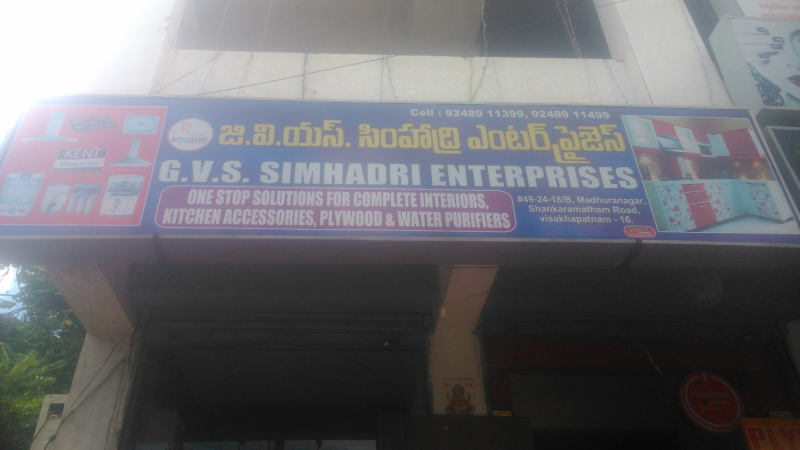 Cell : 92489 11399, 92489 11499
జి.వి.యస్. సింహాద్రి ఎంటర్ప్రైజెస్
G.V.S. SIMHADRI ENTERPRISES
KENT
ONE STOP SOLUTIONS FOR COMPLETE INTERIORS,
KITCHEN ACCESSORIES, PLYWOOD & WATER PURIFIERS
#49-24-18/B, Madhuranagar,
Shankaramatham Road,
visakhapatnam - 16.